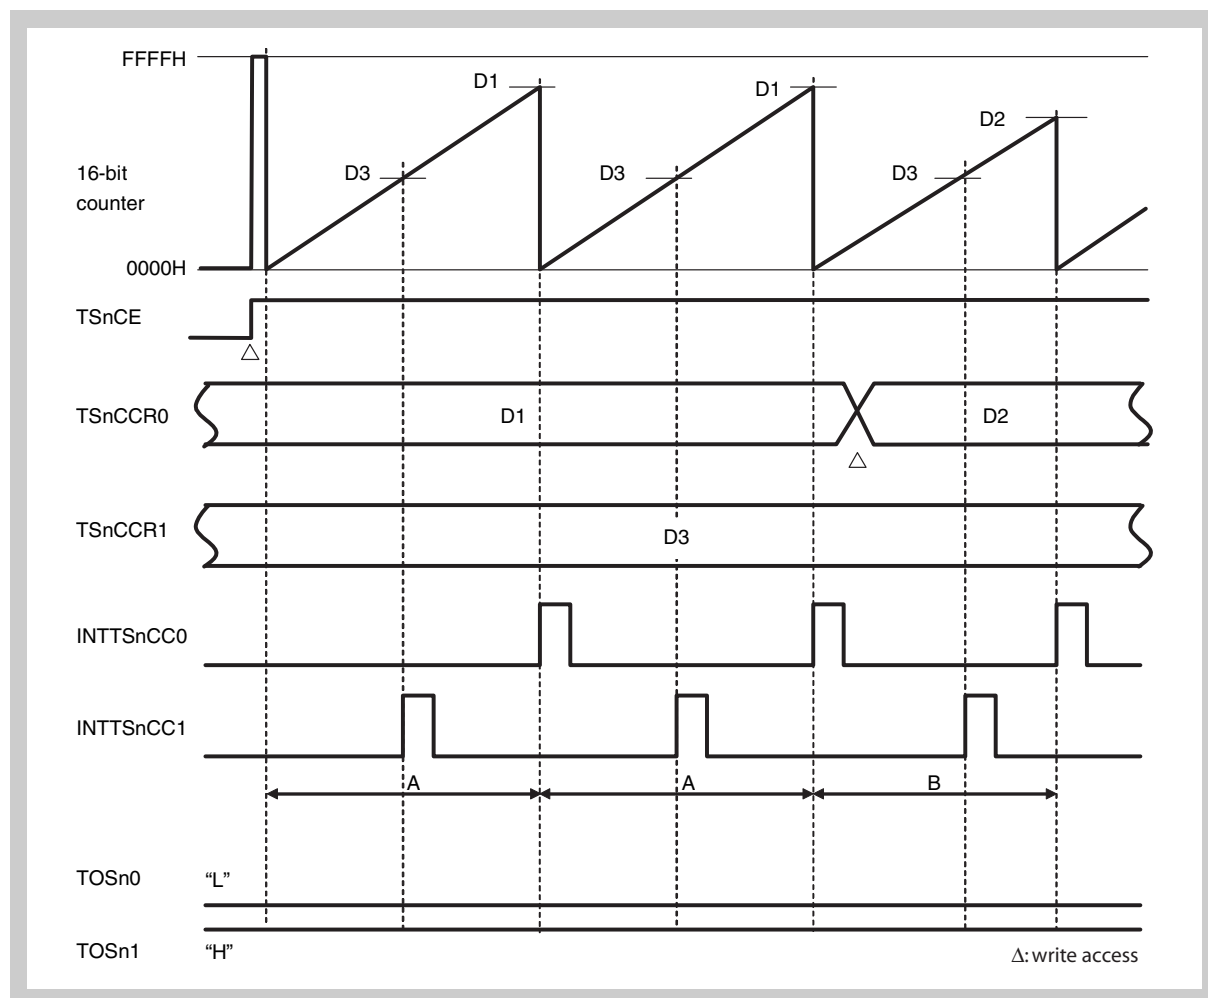 FFFFH
D1
D1
D2
D3
D3
D3
16-bit
counter
0000H
TSnCE
△
TSnCCR0
D1
D2
△
TSnCCR1
D3
INTTSnCC0
INTTSnCC1
A
A
B
TOSn0
“L”
TOSn1
“H”
Δ: write access